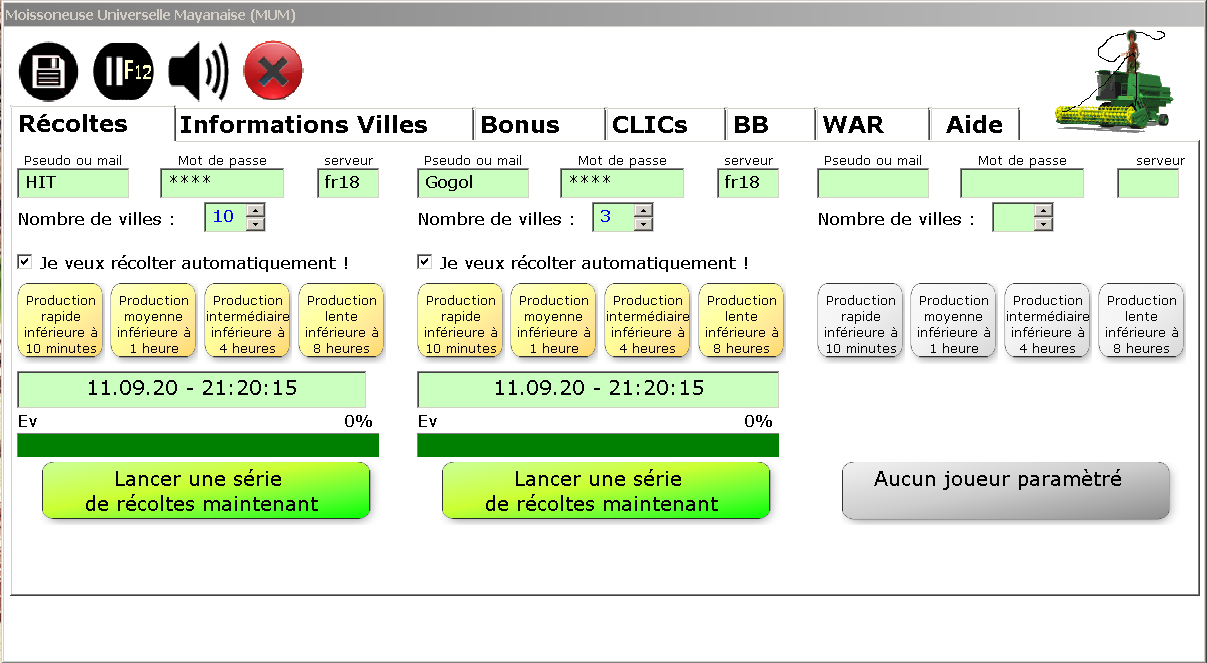 Moissoneuse Universelle Mayanaise (MUM)
F12
Récoltes
Informations Villes
Bonus
CLICs
BB
WAR
Aide
Pseudo ou mail
Mot de passe
serveur
HIT
****
fr18
Nombre de villes :
10
Je veux récolter automatiquement !
Production
rapide
inférieure à
10 minutes
Production
moyenne
inférieure à
1 heure
Production
intermédiaire
inférieure à
4 heures
Production
lente
inférieure à
8 heures
11.09.20 - 21:20:15
Ev
0%
Lancer une série
de récoltes maintenant
Pseudo ou mail
Mot de passe
serveur
Gogol
****
fr18
Nombre de villes :
3
Je veux récolter automatiquement !
Production
rapide
inférieure à
10 minutes
Production
moyenne
inférieure à
1 heure
Production
intermédiaire
inférieure à
4 heures
Production
lente
inférieure à
8 heures
11.09.20 - 21:20:15
Ev
0%
Lancer une série
de récoltes maintenant
Pseudo ou mail
Mot de passe
serveur
Nombre de villes :
Production
rapide
inférieure à
10 minutes
Production
moyenne
inférieure à
1 heure
Production
intermédiaire
inférieure à
4 heures
Production
lente
inférieure à
8 heures
Aucun joueur paramètré